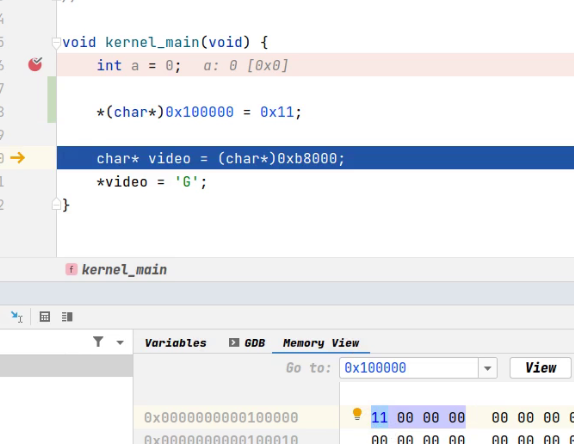 4
5 void kernel_main(void) {
6 int a = 0; a: 0 [0x0]
7
8 *(char*)0x100000 = 0x11;
9
0 char* video = (char*)0xb8000;
1 *video = 'G';
2 }
f kernel_main
Variables GDB Memory View
Go to: 0x100000 View
0x0000000000100000 11 00 00 00 00 00 00 0
0x0000000000100010 00 00 00 00 00 00 00 0